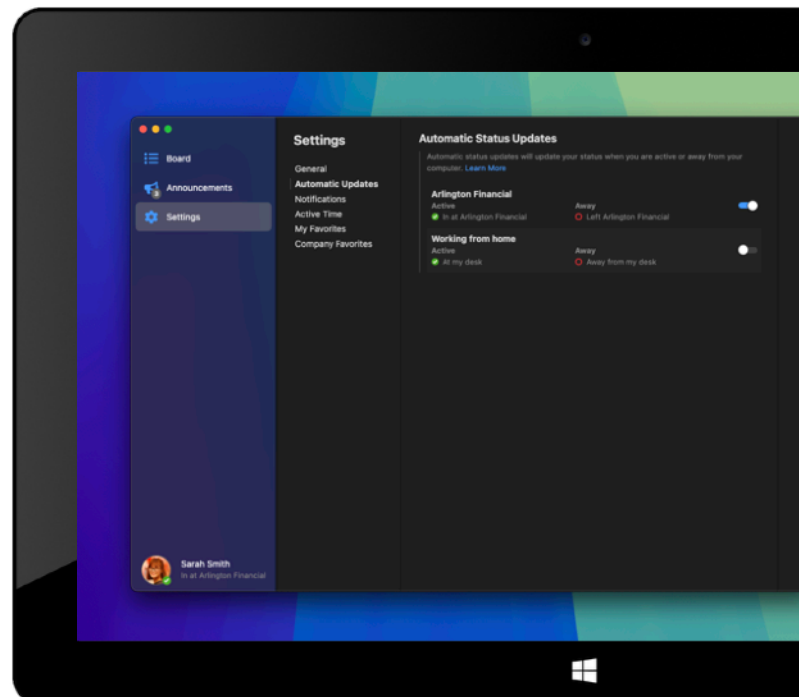 Board
Announcements
3
Settings
Sarah Smith
In at Arlington Financial
Settings
General
Automatic Updates
Notifications
Active Time
My Favorites
Company Favorites
Automatic Status Updates
Automatic status updates will update your status when you are active or away from your
computer. Learn More
Arlington Financial
Active Away
In at Arlington Financial Left Arlington Financial
Working from home
Active Away
At my desk Away from my desk